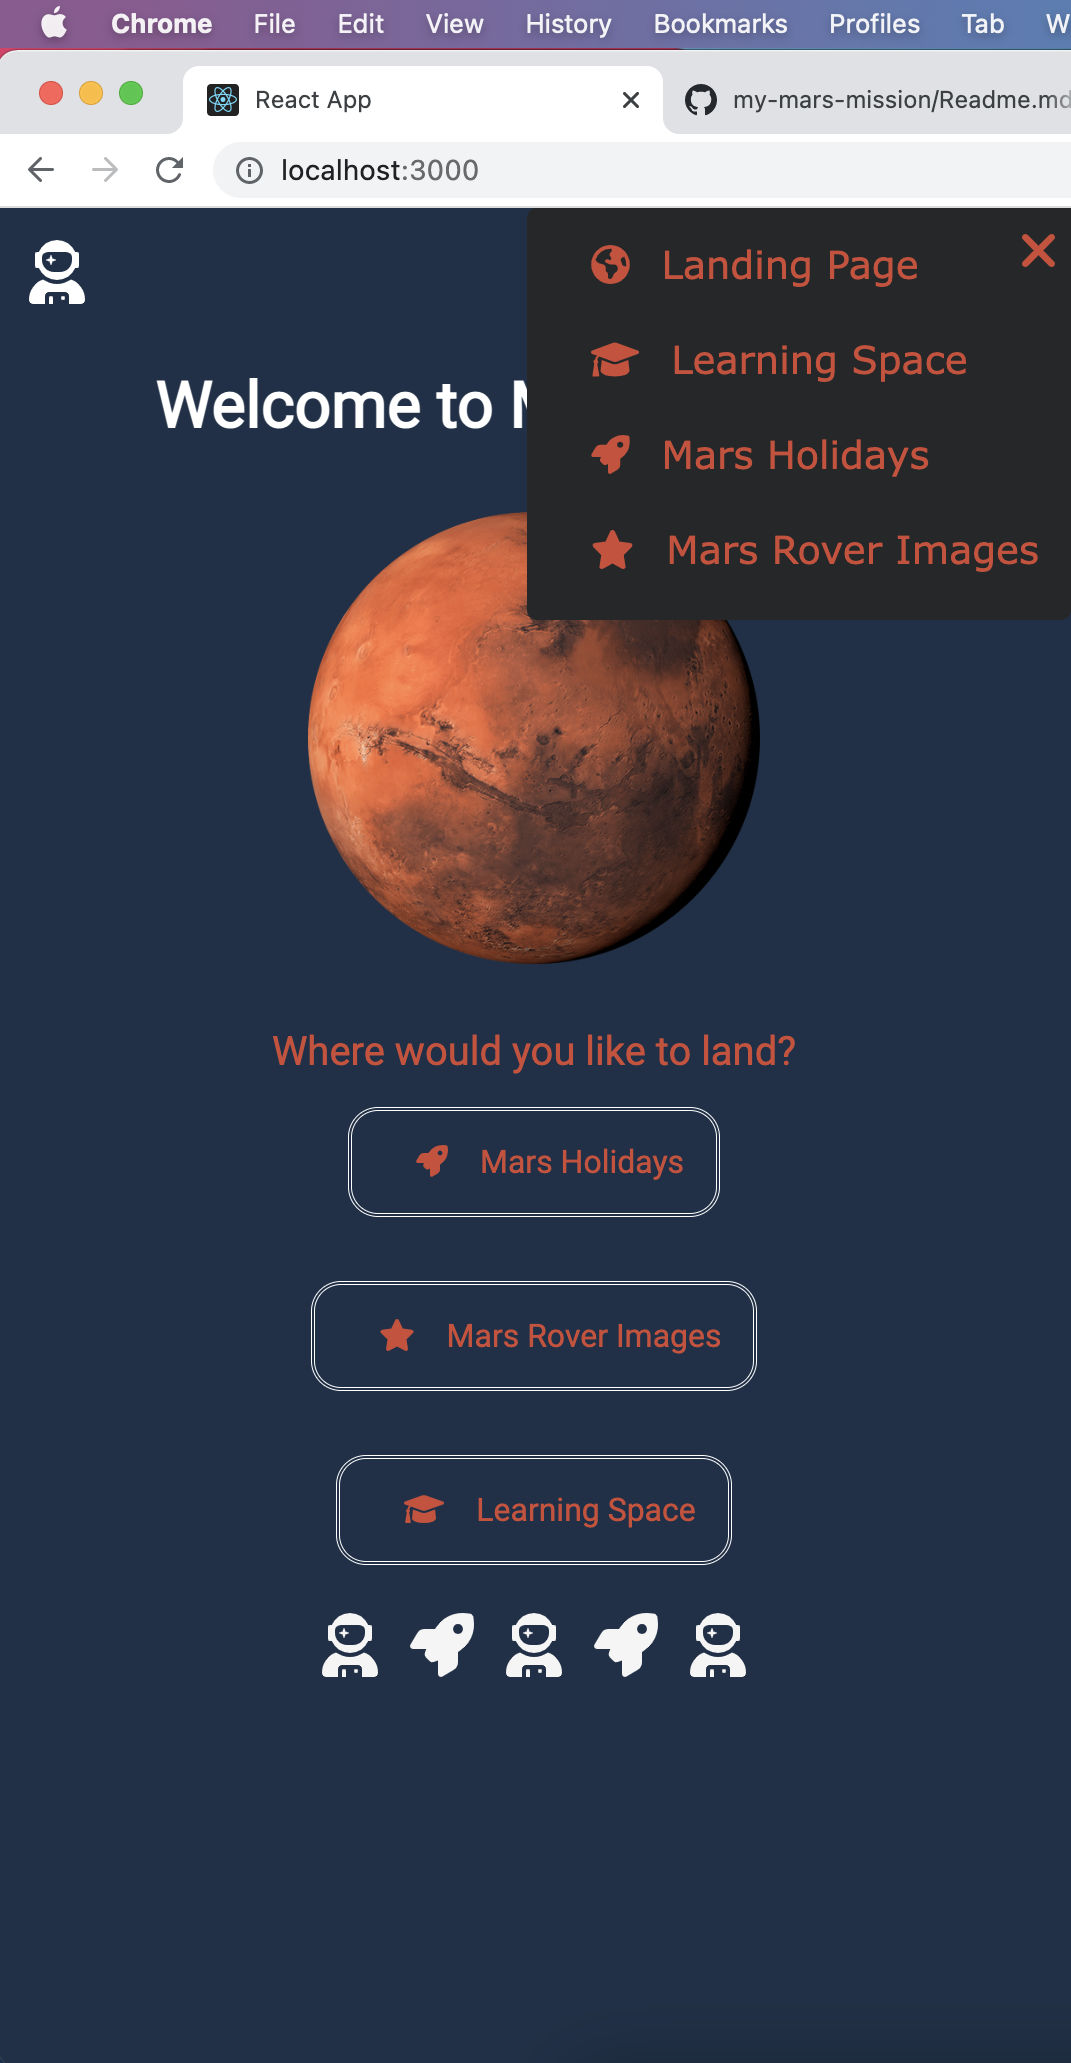 Chrome File Edit View History Bookmarks Profiles Tab
React App my-mars-mission/Readme.md
localhost:3000
Landing Page
Learning Space
Welcome to
Mars Holidays
Mars Rover Images
Where would you like to land?
Mars Holidays
Mars Rover Images
Learning Space